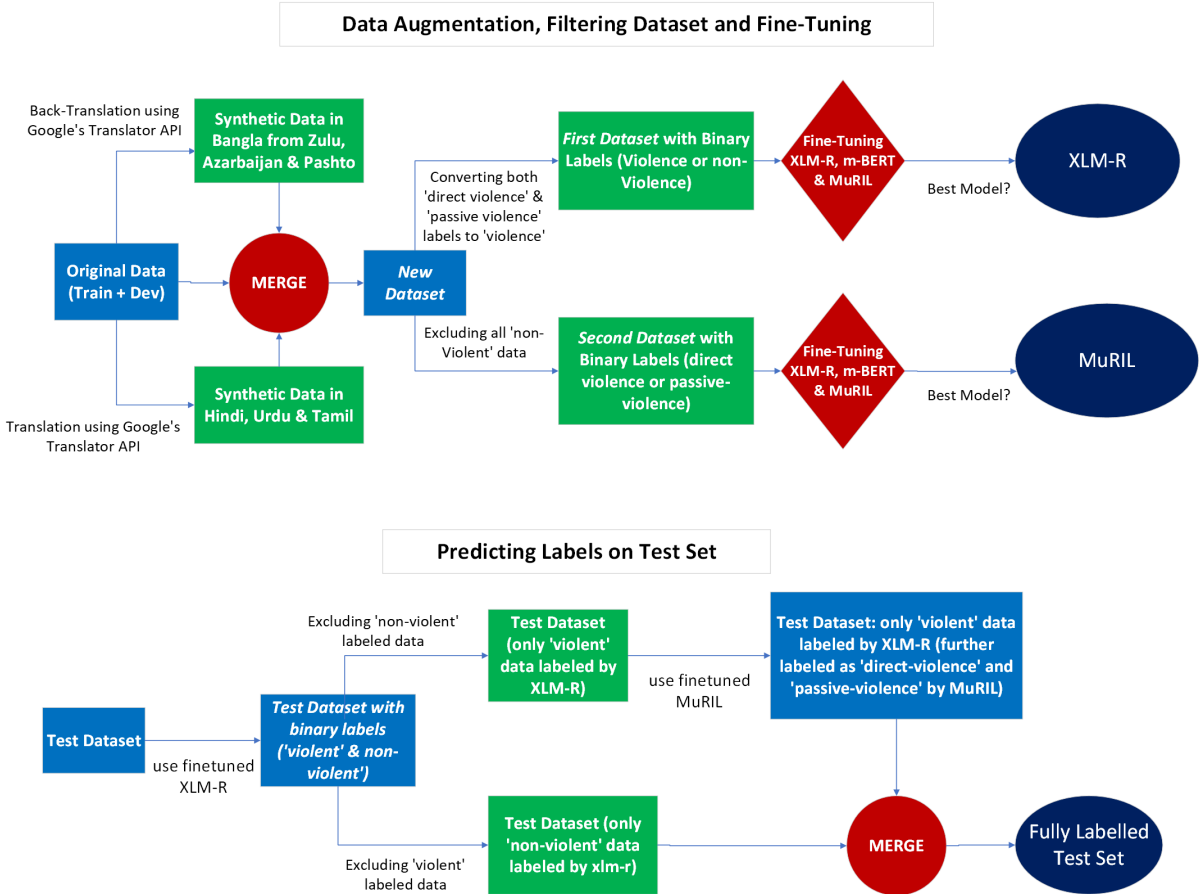 Data Augmentation, Filtering Dataset and Fine-Tuning
Back-Translation using
Google's Translator API
Synthetic Data in
Bangla from Zulu,
Azarbaijan & Pashto
Original Data
(Train + Dev)
MERGE
Translation using Google's
Translator API
Synthetic Data in
Hindi, Urdu & Tamil
New
Dataset
Converting both
'direct violence' &
'passive violence'
labels to 'violence'
First Dataset with Binary
Labels (Violence or non-
Violence)
Fine-Tuning
XLM-R, m-BERT
& MuRIL
Best Model?
XLM-R
Excluding all 'non-
Violent' data
Second Dataset with
Binary Labels (direct
violence or passive-
violence)
Fine-Tuning
XLM-R, m-BERT
& MuRIL
Best Model?
MuRIL
Predicting Labels on Test Set
Test Dataset
use finetuned
XLM-R
Test Dataset with
binary labels
('violent' & non-
violent')
Excluding 'non-violent'
labeled data
Test Dataset
(only 'violent'
data labeled by
XLM-R)
use finetuned
MuRIL
Test Dataset: only 'violent' data
labeled by XLM-R (further
labeled as 'direct-violence' and
'passive-violence' by MuRIL)
Excluding 'violent'
labeled data
Test Dataset (only
'non-violent' data
labeled by xlm-r)
MERGE
Fully Labelled
Test Set